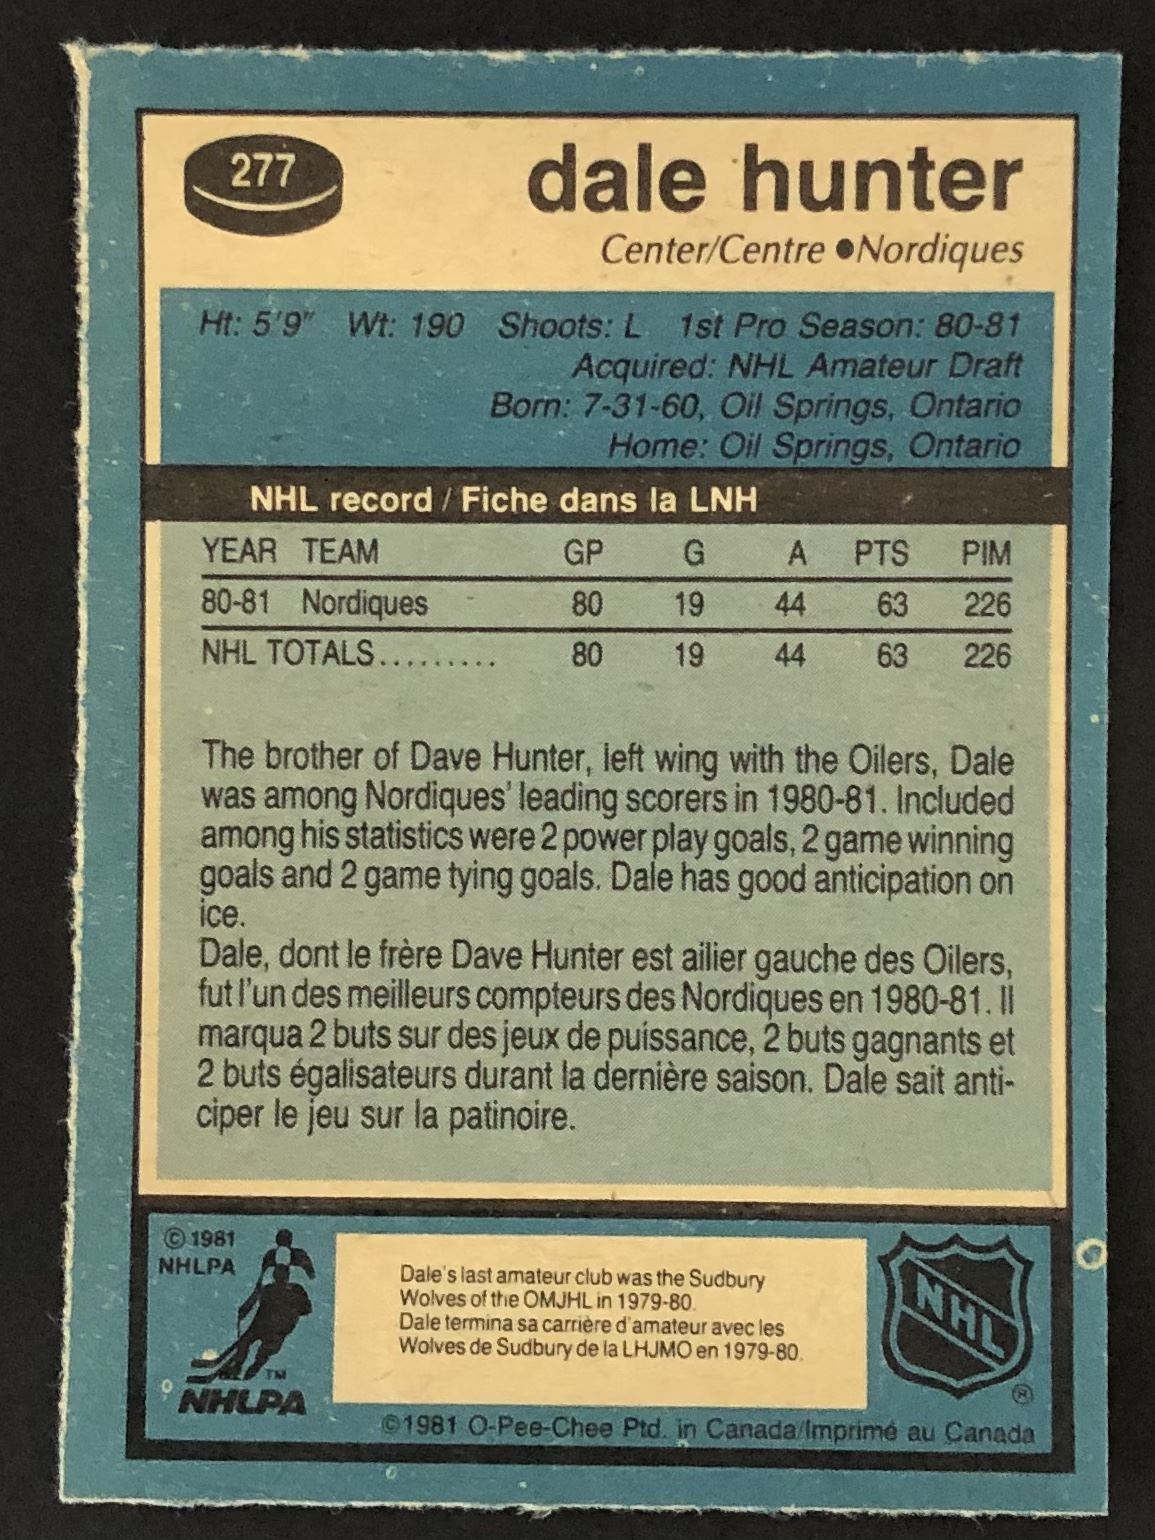 277
dale hunter
Center/Centre ●Nordiques
Ht: 5'9" Wt: 190 Shoots: L 1st Pro Season: 80-81
Acquired: NHL Amateur Draft
Born: 7-31-60, Oil Springs, Ontario
Home: Oil Springs, Ontario
NHL record / Fiche dans la LNH
YEAR TEAM GP G A PTS PIM
80-81 Nordiques 80 19 44 63 226
NHL TOTALS......... 80 19 44 63 226
The brother of Dave Hunter, left wing with the Oilers, Dale
was among Nordiques' leading scorers in 1980-81. Included
among his statistics were 2 power play goals, 2 game winning
goals and 2 game tying goals. Dale has good anticipation on
ice.
Dale, dont le frère Dave Hunter est ailier gauche des Oilers,
fut l'un des meilleurs compteurs des Nordiques en 1980-81. Il
marqua 2 buts sur des jeux de puissance, 2 buts gagnants et
2 buts égalisateurs durant la dernière saison. Dale sait anti-
ciper le jeu sur la patinoire.
© 1981
NHLPA
TM
NHLPA
Dale's last amateur club was the Sudbury
Wolves of the OMJHL in 1979-80.
Dale termina sa carrière d'amateur avec les
Wolves de Sudbury de la LHJMO en 1979-80.
NHL
®
©1981 O-Pee-Chee Ptd. in Canada/Imprimé au Canada